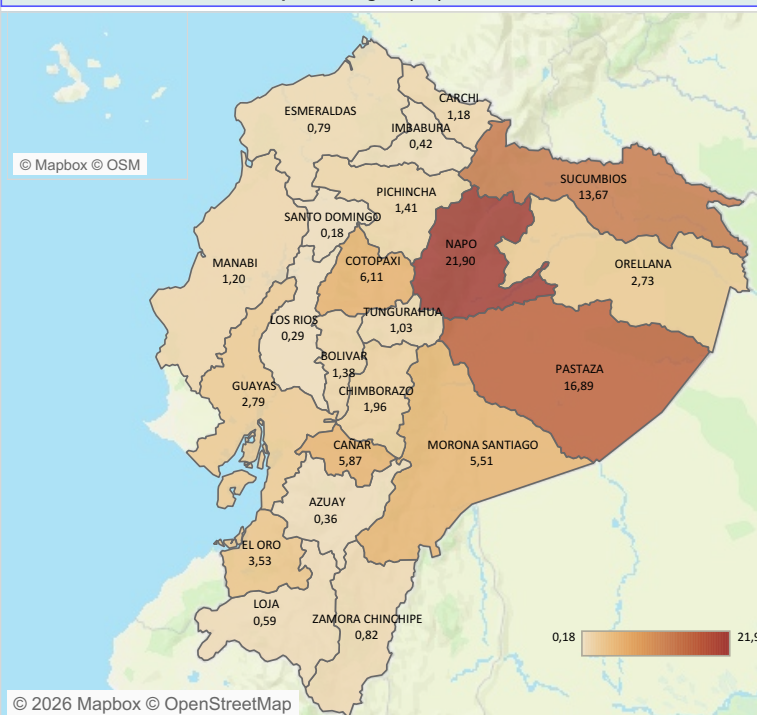 CARCHI
1,18
ESMERALDAS
0,79
IMBABURA
0,42
© Mapbox © OSM
SUCUMBIOS
13,67
PICHINCHA
1,41
SANTO DOMINGO
0,18
NAPO
21,90
MANABI
1,20
COTOPAXI
6,11
ORELLANA
2,73
TUNGURAHUA
1,03
LOS RIOS
0,29
BOLIVAR
1,38
PASTAZA
16,89
GUAYAS
2,79
CHIMBORAZO
1,96
CAÑAR
5,87
MORONA SANTIAGO
5,51
AZUAY
0,36
EL ORO
3,53
LOJA
0,59
ZAMORA CHINCHIPE
0,82
0,18
21,9
© 2026 Mapbox © OpenStreetMap